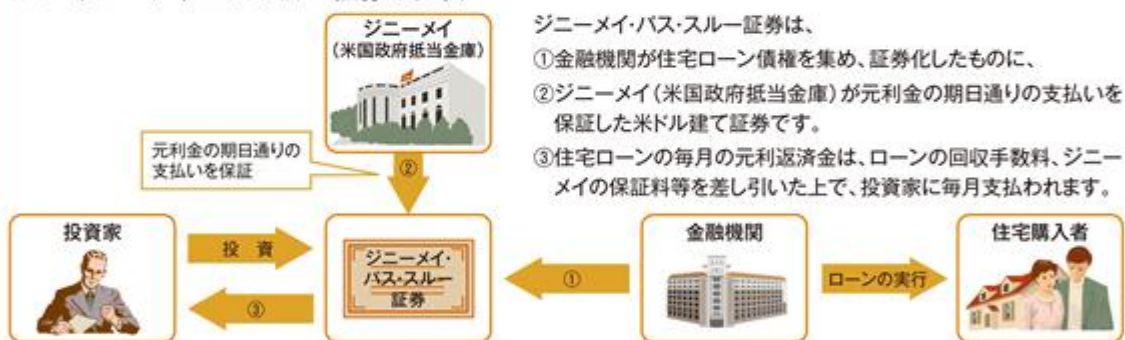 ジニーメイ
(米国政府抵当金庫)
ジニーメイ・パス・スルー証券は、
①金融機関が住宅ローン債権を集め、証券化したものに、
②ジニーメイ(米国政府抵当金庫)が元利金の期日通りの支払いを
保証した米ドル建て証券です。
③住宅ローンの毎月の元利返済金は、ローンの回収手数料、ジニー
メイの保証料等を差し引いた上で、投資家に毎月支払われます。
元利金の期日通りの
支払いを保証
②
投資家
投 資
③
ジニーメイ・
パス・スルー
証券
①
金融機関
ローンの実行
住宅購入者